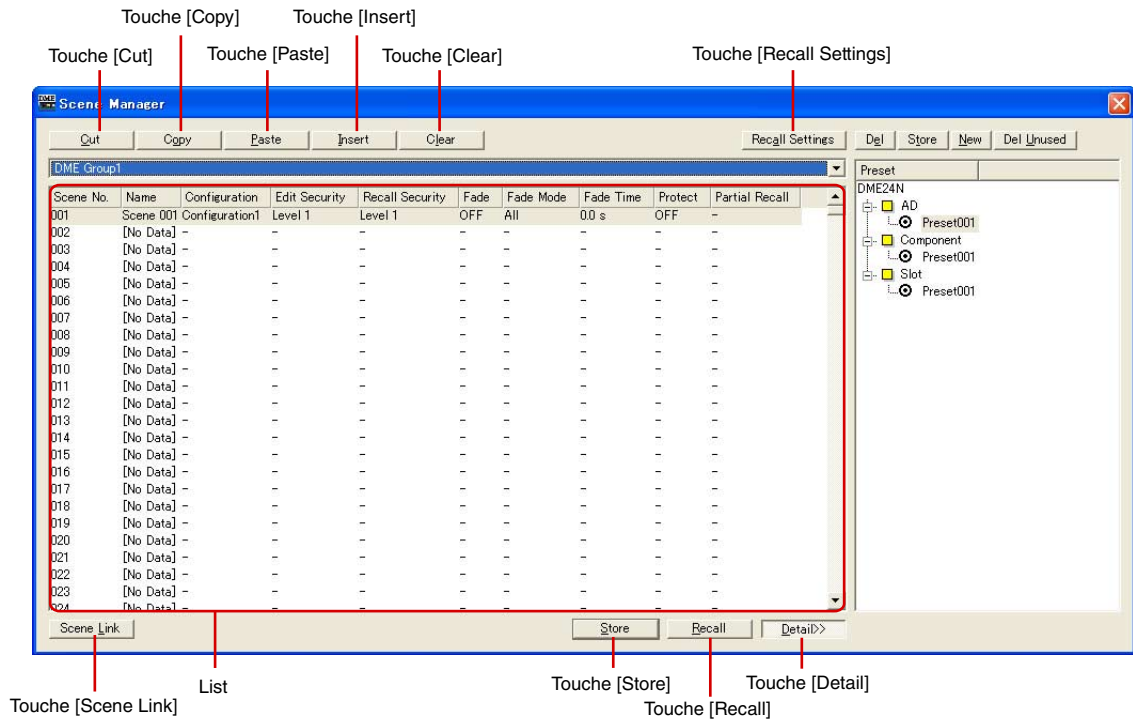 Touche [Copy] Touche [Insert]
Touche [Cut] Touche [Paste] Touche [Clear] Touche [Recall Settings]
DME Scene Manager
Cut Copy Paste Insert Clear Recall Settings Del Store New Del Unused
DME Group1
Preset
Scene No. Name Configuration Edit Security Recall Security Fade Fade Mode Fade Time Protect Partial Recall
001 Scene 001 Configuration1 Level 1 Level 1 OFF All 0.0 s OFF –
002 [No Data] – – – – – – – –
003 [No Data] – – – – – – – –
004 [No Data] – – – – – – – –
005 [No Data] – – – – – – – –
006 [No Data] – – – – – – – –
007 [No Data] – – – – – – – –
008 [No Data] – – – – – – – –
009 [No Data] – – – – – – – –
010 [No Data] – – – – – – – –
011 [No Data] – – – – – – – –
012 [No Data] – – – – – – – –
013 [No Data] – – – – – – – –
014 [No Data] – – – – – – – –
015 [No Data] – – – – – – – –
016 [No Data] – – – – – – – –
017 [No Data] – – – – – – – –
018 [No Data] – – – – – – – –
019 [No Data] – – – – – – – –
020 [No Data] – – – – – – – –
021 [No Data] – – – – – – – –
022 [No Data] – – – – – – – –
023 [No Data] – – – – – – – –
024 [No Data] – – – – – – – –
DME24N
AD
Preset001
Component
Preset001
Slot
Preset001
Scene Link Store Recall Detail>>
List Touche [Store] Touche [Detail]
Touche [Scene Link] Touche [Recall]